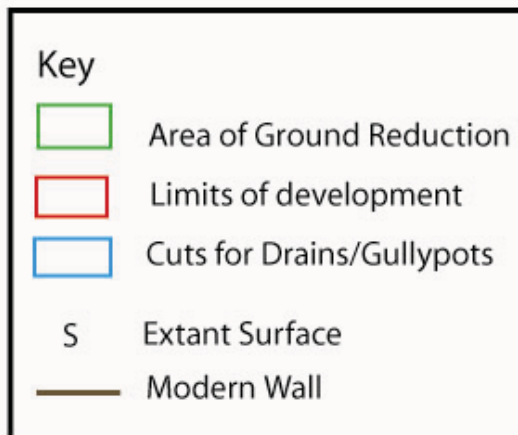 Key
Area of Ground Reduction
Limits of development
Cuts for Drains/Gullypots
S Extant Surface
Modern Wall